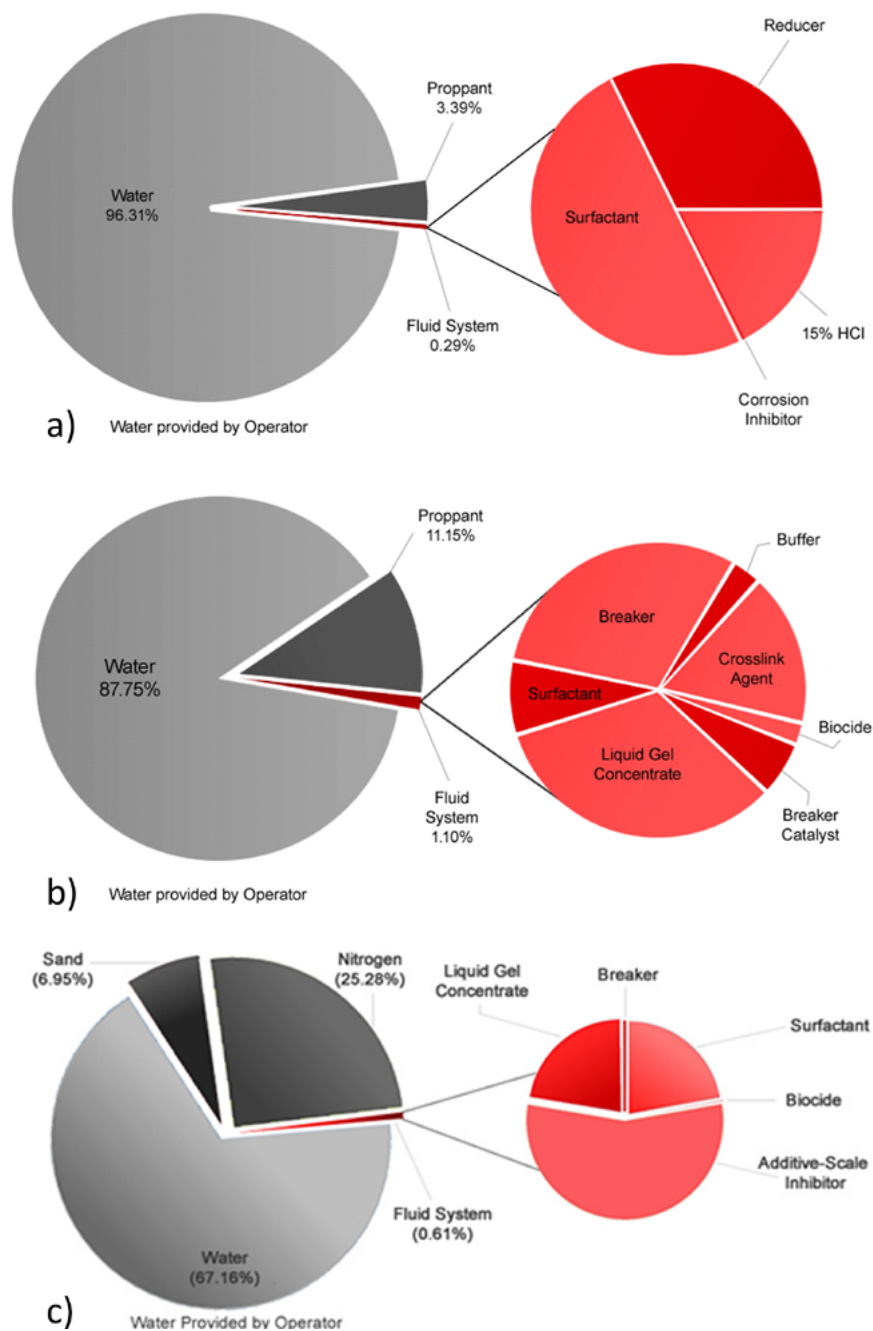 Reducer
Proppant
3.39%
Water
96.31%
Surfactant
Fluid System
0.29%
15% HCl
Corrosion
Inhibitor
a)
Water provided by Operator
Proppant
11.15%
Buffer
Breaker
Crosslink
Agent
Water
87.75%
Surfactant
Biocide
Liquid Gel
Concentrate
Fluid
System
1.10%
Breaker
Catalyst
b)
Water provided by Operator
Sand
(6.95%)
Nitrogen
(25.28%)
Liquid Gel
Concentrate
Breaker
Surfactant
Biocide
Additive-Scale
Inhibitor
Fluid System
(0.61%)
Water
(67.16%)
c)
Water Provided by Operator